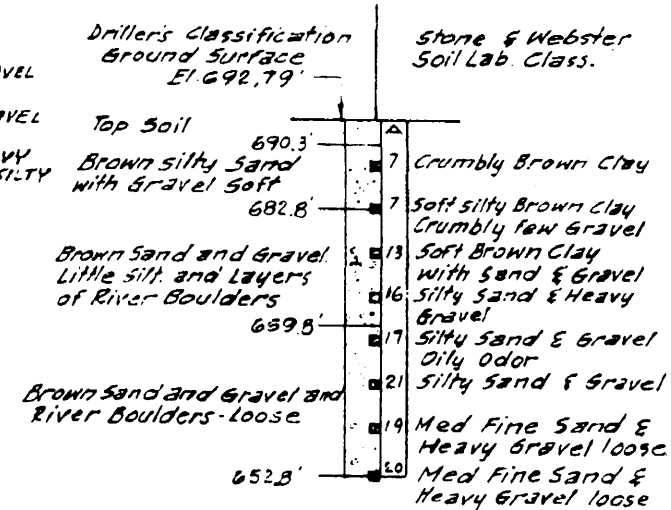 Driller's Classification
Ground Surface
El. 692.79'
Stone & Webster
Soil Lab. Class.
AVEL
Top Soil
690.3'
VY
SILTY
Brown Silty Sand
with Gravel Soft
7 Crumbly Brown Clay
682.8'
7 Soft Silty Brown Clay
Crumbly few Gravel
Brown Sand and Gravel
Little Silt. and Layers
of River Boulders
13 Soft Brown Clay
with Sand & Gravel
16 Silty Sand & Heavy
Gravel
659.8'
17 Silty Sand & Gravel
Oily Odor
21 Silty Sand & Gravel
Brown Sand and Gravel and
River Boulders - Loose
19 Med Fine Sand &
Heavy Gravel loose
652.8'
20 Med Fine Sand &
Heavy Gravel loose